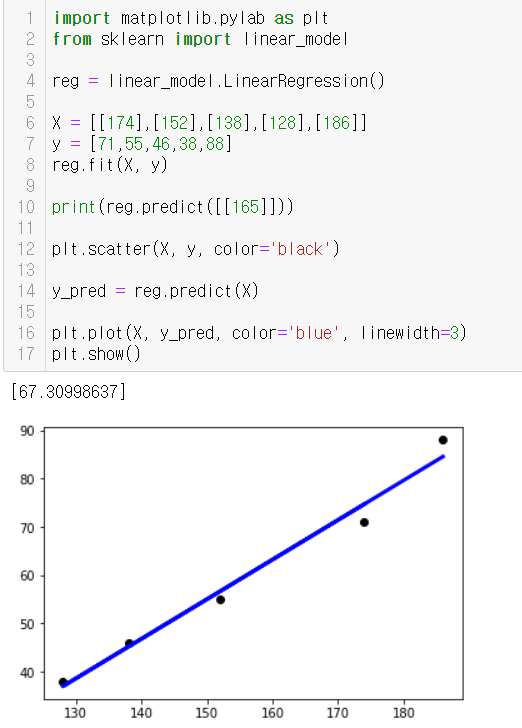 1 import matplotlib.pylab as plt
2 from sklearn import linear_model
3
4 reg = linear_model.LinearRegression()
5
6 X = [[174],[152],[138],[128],[186]]
7 y = [71,55,46,38,88]
8 reg.fit(X, y)
9
10 print(reg.predict([[165]]))
11
12 plt.scatter(X, y, color='black')
13
14 y_pred = reg.predict(X)
15
16 plt.plot(X, y_pred, color='blue', linewidth=3)
17 plt.show()
[67.30998637]
90
80
70
60
50
40
130 140 150 160 170 180